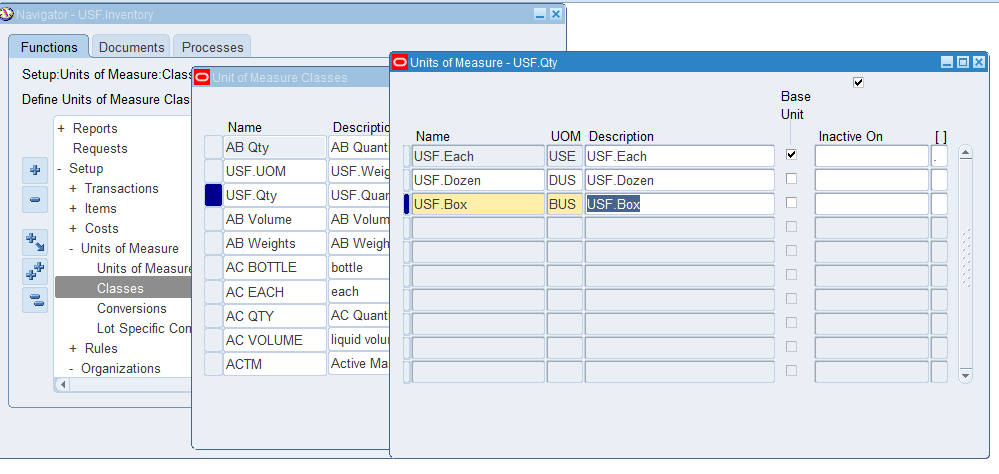 Navigator - USF.Inventory
Functions Documents Processes
Setup:Units of Measure:Class
Define Units of Measure Clas
+ Reports
Requests
- Setup
+ Transactions
+ Items
+ Costs
- Units of Measure
Units of Measure
Classes
Conversions
Lot Specific Con
+ Rules
- Organizations
Unit of Measure Classes
Name Description
AB Qty AB Quanti
USF.UOM USF.Weig
USF.Qty USF.Quan
AB Volume AB Volum
AB Weights AB Weigh
AC BOTTLE bottle
AC EACH each
AC QTY AC Quanti
AC VOLUME liquid volu
ACTM Active Ma
Units of Measure - USF.Qty
Base
Unit
Name UOM Description Inactive On [ ]
USF.Each USE USF.Each .
USF.Dozen DUS USF.Dozen
USF.Box BUS USF.Box